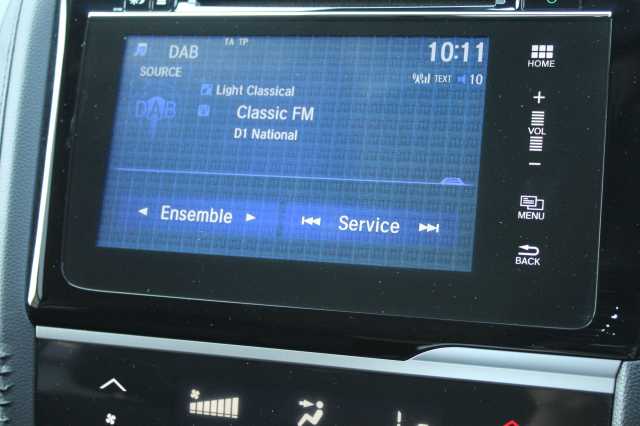 DAB
TA TP
10:11
SOURCE
TEXT 10
Light Classical
DAB
Classic FM
D1 National
Ensemble
Service
HOME
+
VOL
−
MENU
BACK